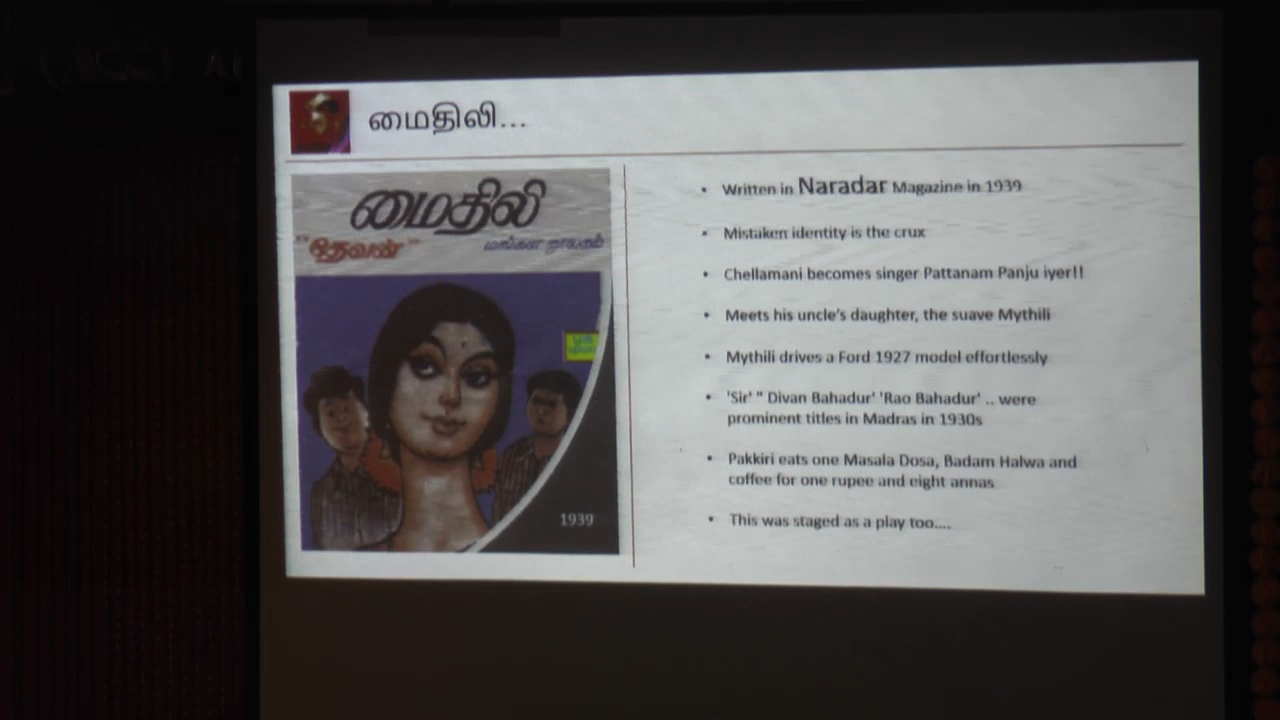 மைதிலி...
மைதிலி
"தேவன்"
மங்கள நூலகம்
1939
• Written in Naradar Magazine in 1939
• Mistaken identity is the crux
• Chellamani becomes singer Pattanam Panju iyer!!
• Meets his uncle's daughter, the suave Mythili
• Mythili drives a Ford 1927 model effortlessly
• 'Sir' " Divan Bahadur' 'Rao Bahadur' .. were
prominent titles in Madras in 1930s
• Pakkiri eats one Masala Dosa, Badam Halwa and
coffee for one rupee and eight annas
• This was staged as a play too....